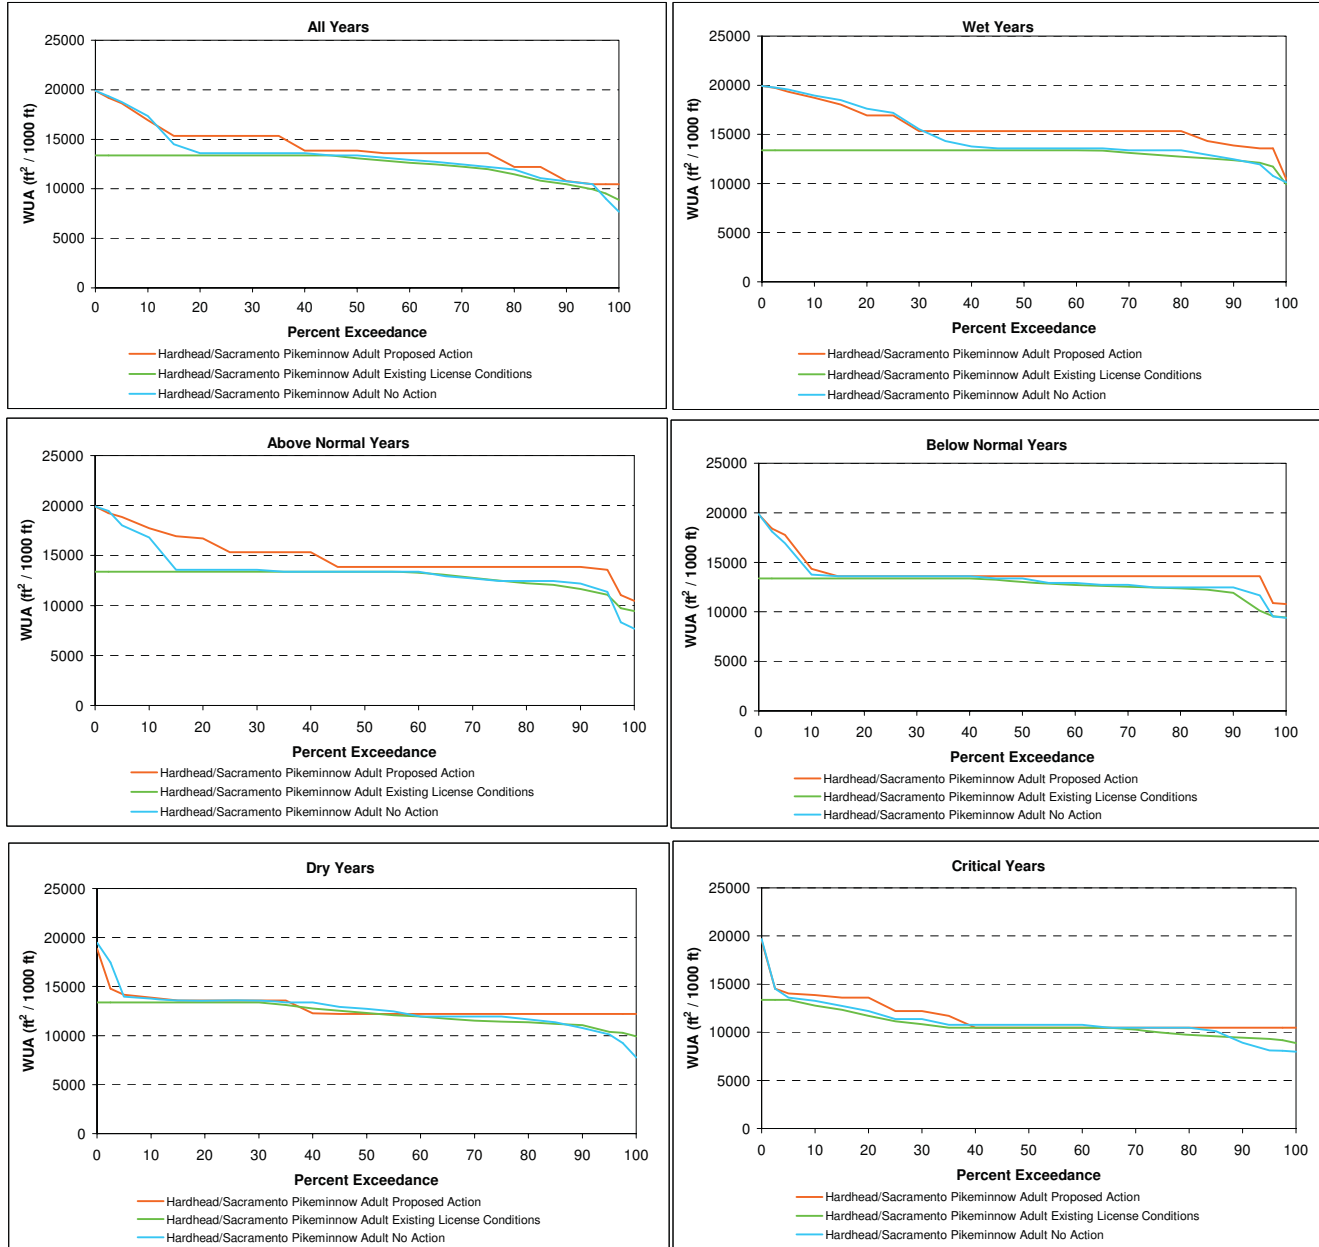 All Years
WUA (ft² / 1000 ft)
25000
20000
15000
10000
5000
0
0 10 20 30 40 50 60 70 80 90 100
Percent Exceedance
Hardhead/Sacramento Pikeminnow Adult Proposed Action
Hardhead/Sacramento Pikeminnow Adult Existing License Conditions
Hardhead/Sacramento Pikeminnow Adult No Action
Wet Years
WUA (ft² / 1000 ft)
25000
20000
15000
10000
5000
0
0 10 20 30 40 50 60 70 80 90 100
Percent Exceedance
Hardhead/Sacramento Pikeminnow Adult Proposed Action
Hardhead/Sacramento Pikeminnow Adult Existing License Conditions
Hardhead/Sacramento Pikeminnow Adult No Action
Above Normal Years
WUA (ft² / 1000 ft)
25000
20000
15000
10000
5000
0
0 10 20 30 40 50 60 70 80 90 100
Percent Exceedance
Hardhead/Sacramento Pikeminnow Adult Proposed Action
Hardhead/Sacramento Pikeminnow Adult Existing License Conditions
Hardhead/Sacramento Pikeminnow Adult No Action
Below Normal Years
WUA (ft² / 1000 ft)
25000
20000
15000
10000
5000
0
0 10 20 30 40 50 60 70 80 90 100
Percent Exceedance
Hardhead/Sacramento Pikeminnow Adult Proposed Action
Hardhead/Sacramento Pikeminnow Adult Existing License Conditions
Hardhead/Sacramento Pikeminnow Adult No Action
Dry Years
WUA (ft² / 1000 ft)
25000
20000
15000
10000
5000
0
0 10 20 30 40 50 60 70 80 90 100
Percent Exceedance
Hardhead/Sacramento Pikeminnow Adult Proposed Action
Hardhead/Sacramento Pikeminnow Adult Existing License Conditions
Hardhead/Sacramento Pikeminnow Adult No Action
Critical Years
WUA (ft² / 1000 ft)
25000
20000
15000
10000
5000
0
0 10 20 30 40 50 60 70 80 90 100
Percent Exceedance
Hardhead/Sacramento Pikeminnow Adult Proposed Action
Hardhead/Sacramento Pikeminnow Adult Existing License Conditions
Hardhead/Sacramento Pikeminnow Adult No Action